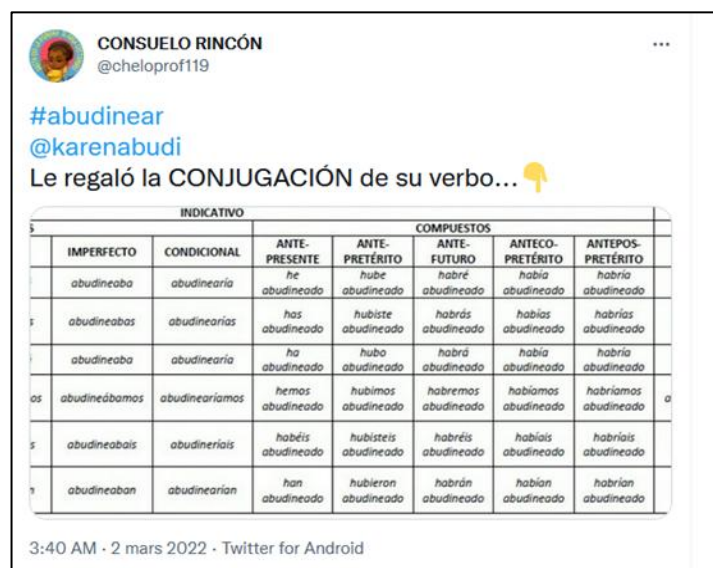 CONSUELO RINCÓN
@cheloprof119
#abudinear
@karenabudi
Le regaló la CONJUGACIÓN de su verbo...👇
INDICATIVO
S COMPUESTOS
IMPERFECTO CONDICIONAL ANTE-PRESENTE ANTE-PRETÉRITO ANTE-FUTURO ANTECO-PRETÉRITO ANTEPOS-PRETÉRITO
abudineaba abudinearía he abudineado hube abudineado habré abudineado había abudineado habría abudineado
s abudineabas abudinearías has abudineado hubiste abudineado habrás abudineado habías abudineado habrías abudineado
abudineaba abudinearía ha abudineado hubo abudineado habrá abudineado había abudineado habría abudineado
os abudineábamos abudinearíamos hemos abudineado hubimos abudineado habremos abudineado habíamos abudineado habríamos abudineado a
s abudineabais abudineríais habéis abudineado hubisteis abudineado habréis abudineado habíais abudineado habríais abudineado
n abudineaban abudinearían han abudineado hubieron abudineado habrán abudineado habían abudineado habrían abudineado
3:40 AM · 2 mars 2022 · Twitter for Android